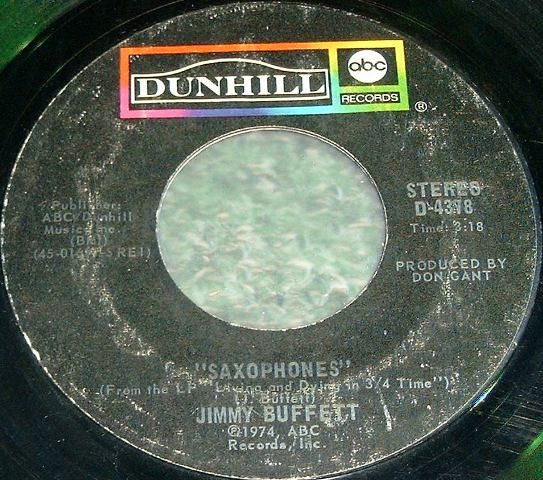 DUNHILL
abc
RECORDS
®
Publisher:
ABC/Dunhill
Music, Inc.
(BMI)
STEREO
D-4378
Time: 3:18
PRODUCED BY
DON GANT
"SAXOPHONES"
(From the LP "Living and Dying in 3/4 Time")
(J. Buffett)
JIMMY BUFFETT
℗1974, ABC
Records, Inc.